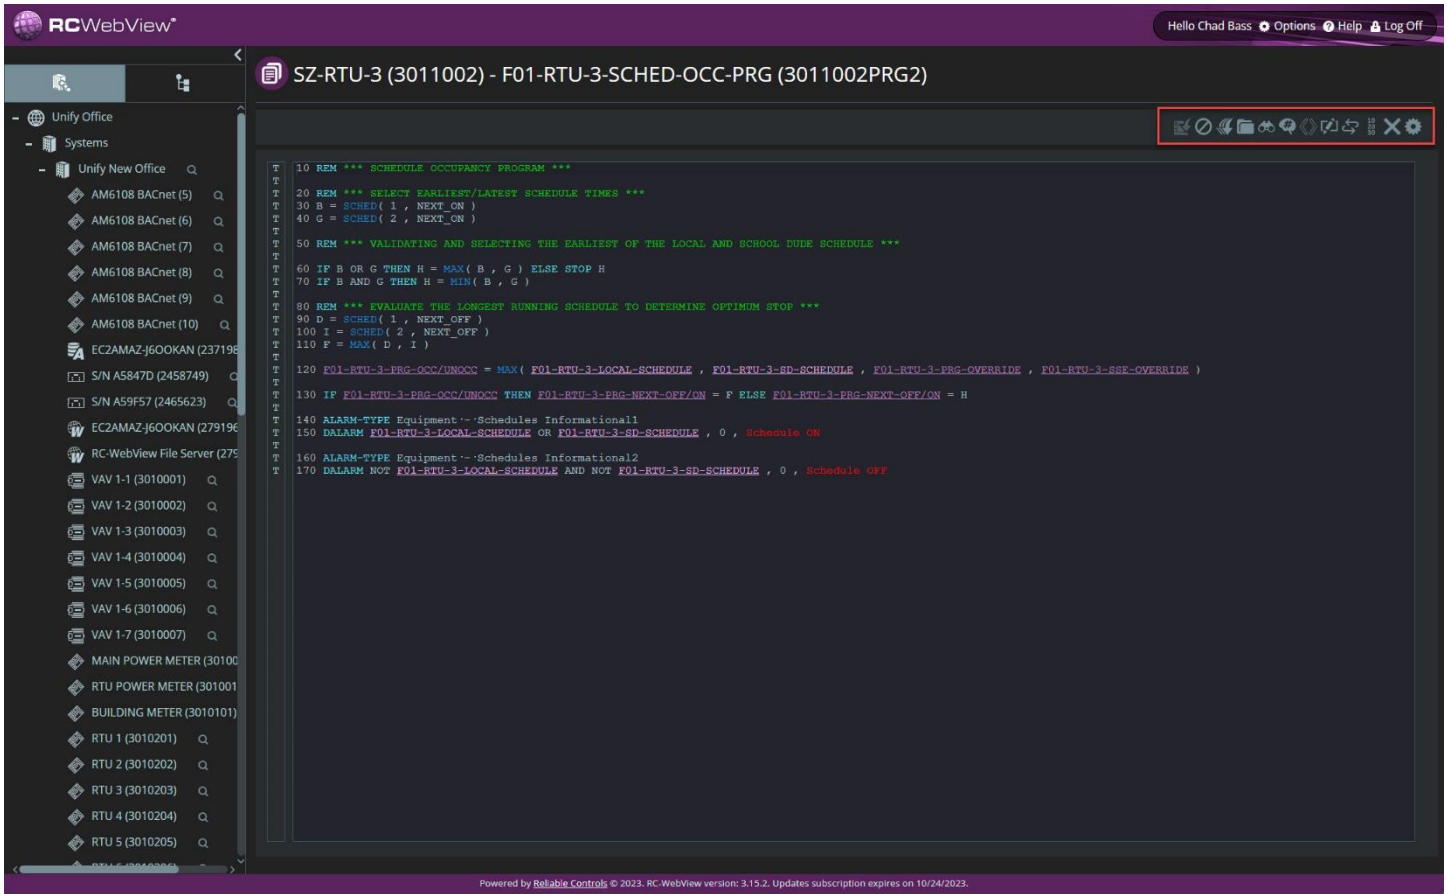 RCWebView®
Hello Chad Bass Options Help Log Off
SZ-RTU-3 (3011002) - F01-RTU-3-SCHED-OCC-PRG (3011002PRG2)
Unify Office
Systems
Unify New Office
AM6108 BACnet (5)
AM6108 BACnet (6)
AM6108 BACnet (7)
AM6108 BACnet (8)
AM6108 BACnet (9)
AM6108 BACnet (10)
EC2AMAZ-J6OOKAN (237198
S/N A5847D (2458749)
S/N A59F57 (2465623)
EC2AMAZ-J6OOKAN (279196
RC-WebView File Server (279
VAV 1-1 (3010001)
VAV 1-2 (3010002)
VAV 1-3 (3010003)
VAV 1-4 (3010004)
VAV 1-5 (3010005)
VAV 1-6 (3010006)
VAV 1-7 (3010007)
MAIN POWER METER (30100
RTU POWER METER (301001
BUILDING METER (3010101)
RTU 1 (3010201)
RTU 2 (3010202)
RTU 3 (3010203)
RTU 4 (3010204)
RTU 5 (3010205)
T 10 REM *** SCHEDULE OCCUPANCY PROGRAM ***
T
T 20 REM *** SELECT EARLIEST/LATEST SCHEDULE TIMES ***
T 30 B = SCHED( 1 , NEXT_ON )
T 40 G = SCHED( 2 , NEXT_ON )
T
T 50 REM *** VALIDATING AND SELECTING THE EARLIEST OF THE LOCAL AND SCHOOL DUDE SCHEDULE ***
T
T 60 IF B OR G THEN H = MAX( B , G ) ELSE STOP H
T 70 IF B AND G THEN H = MIN( B , G )
T
T 80 REM *** EVALUATE THE LONGEST RUNNING SCHEDULE TO DETERMINE OPTIMUM STOP ***
T 90 D = SCHED( 1 , NEXT_OFF )
T 100 I = SCHED( 2 , NEXT_OFF )
T 110 F = MAX( D , I )
T
T 120 F01-RTU-3-PRG-OCC/UNOCC = MAX( F01-RTU-3-LOCAL-SCHEDULE , F01-RTU-3-SD-SCHEDULE , F01-RTU-3-PRG-OVERRIDE , F01-RTU-3-SSE-OVERRIDE )
T
T 130 IF F01-RTU-3-PRG-OCC/UNOCC THEN F01-RTU-3-PRG-NEXT-OFF/ON = F ELSE F01-RTU-3-PRG-NEXT-OFF/ON = H
T
T 140 ALARM-TYPE Equipment·-·Schedules Informational1
T 150 DALARM F01-RTU-3-LOCAL-SCHEDULE OR F01-RTU-3-SD-SCHEDULE , 0 , Schedule ON
T
T 160 ALARM-TYPE Equipment·-·Schedules Informational2
T 170 DALARM NOT F01-RTU-3-LOCAL-SCHEDULE AND NOT F01-RTU-3-SD-SCHEDULE , 0 , Schedule OFF
Powered by Reliable Controls © 2023. RC-WebView version: 3.15.2. Updates subscription expires on 10/24/2023.